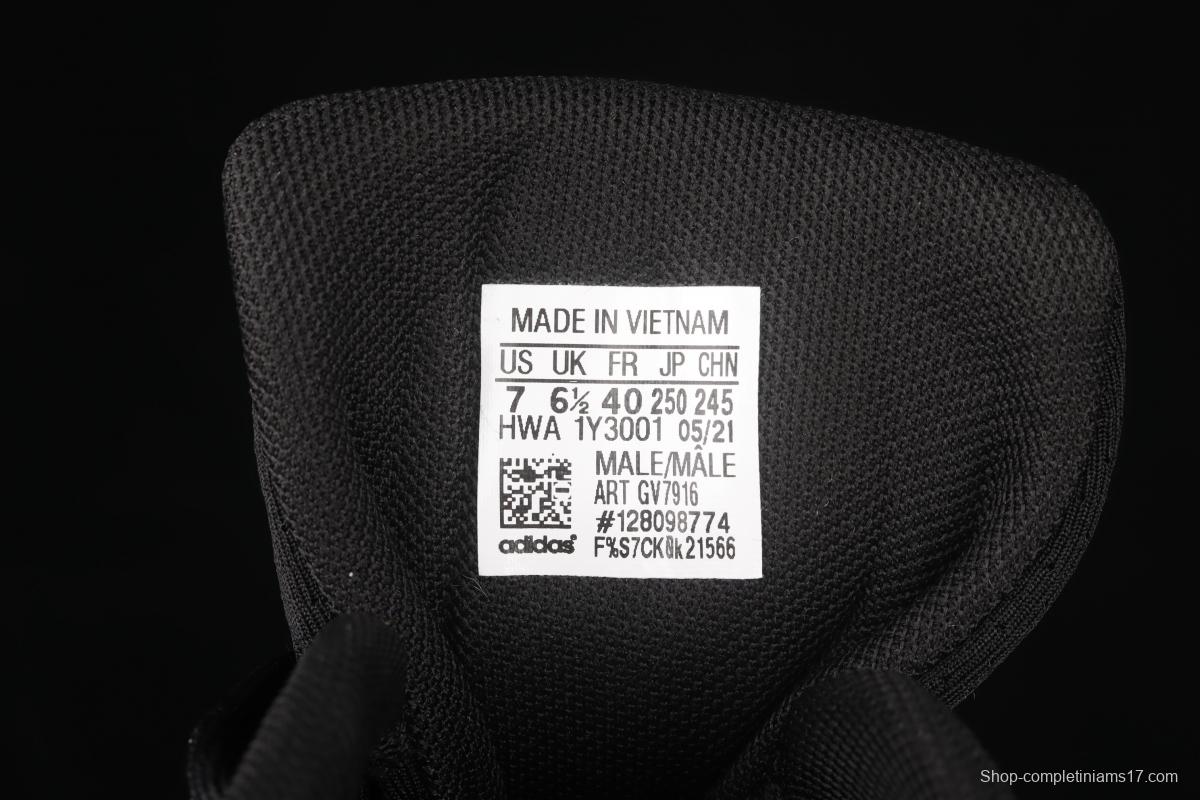 MADE IN VIETNAM
US UK FR JP CHN
7 6½ 40 250 245
HWA 1Y3001 05/21
MALE/MÂLE
ART GV7916
#128098774
adidas®
Shop-completiniams17.com